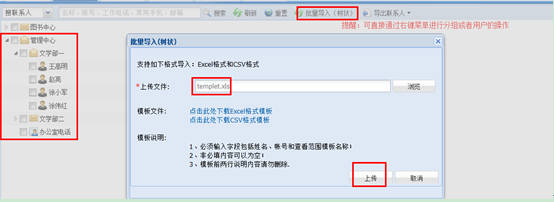 搜联系人 名称、帐号、工作电话、常用手机、邮箱 搜索 刷新 重置 批量导入（树状） 导出联系人
提醒：可直接通过右键菜单进行分组或者用户的操作
图书中心
管理中心
文学部一
王高明
赵亮
徐小军
徐伟红
文学部二
办公室电话
批量导入(树状)
支持如下格式导入：Excel格式和CSV格式
*上传文件: templet.xls 浏览
模板文件: 点击此处下载Excel格式模板
点击此处下载CSV格式模板
模板说明:
1、必须输入字段包括姓名、帐号和查看范围模板名称;
2、非必填内容可以为空;
3、模板前两行说明内容请勿删除.
上传 取消